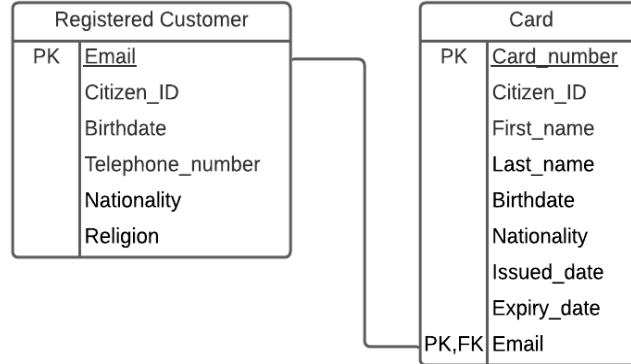 Registered Customer
PK Email
Citizen_ID
Birthdate
Telephone_number
Nationality
Religion
Card
PK Card_number
Citizen_ID
First_name
Last_name
Birthdate
Nationality
Issued_date
Expiry_date
PK,FK Email